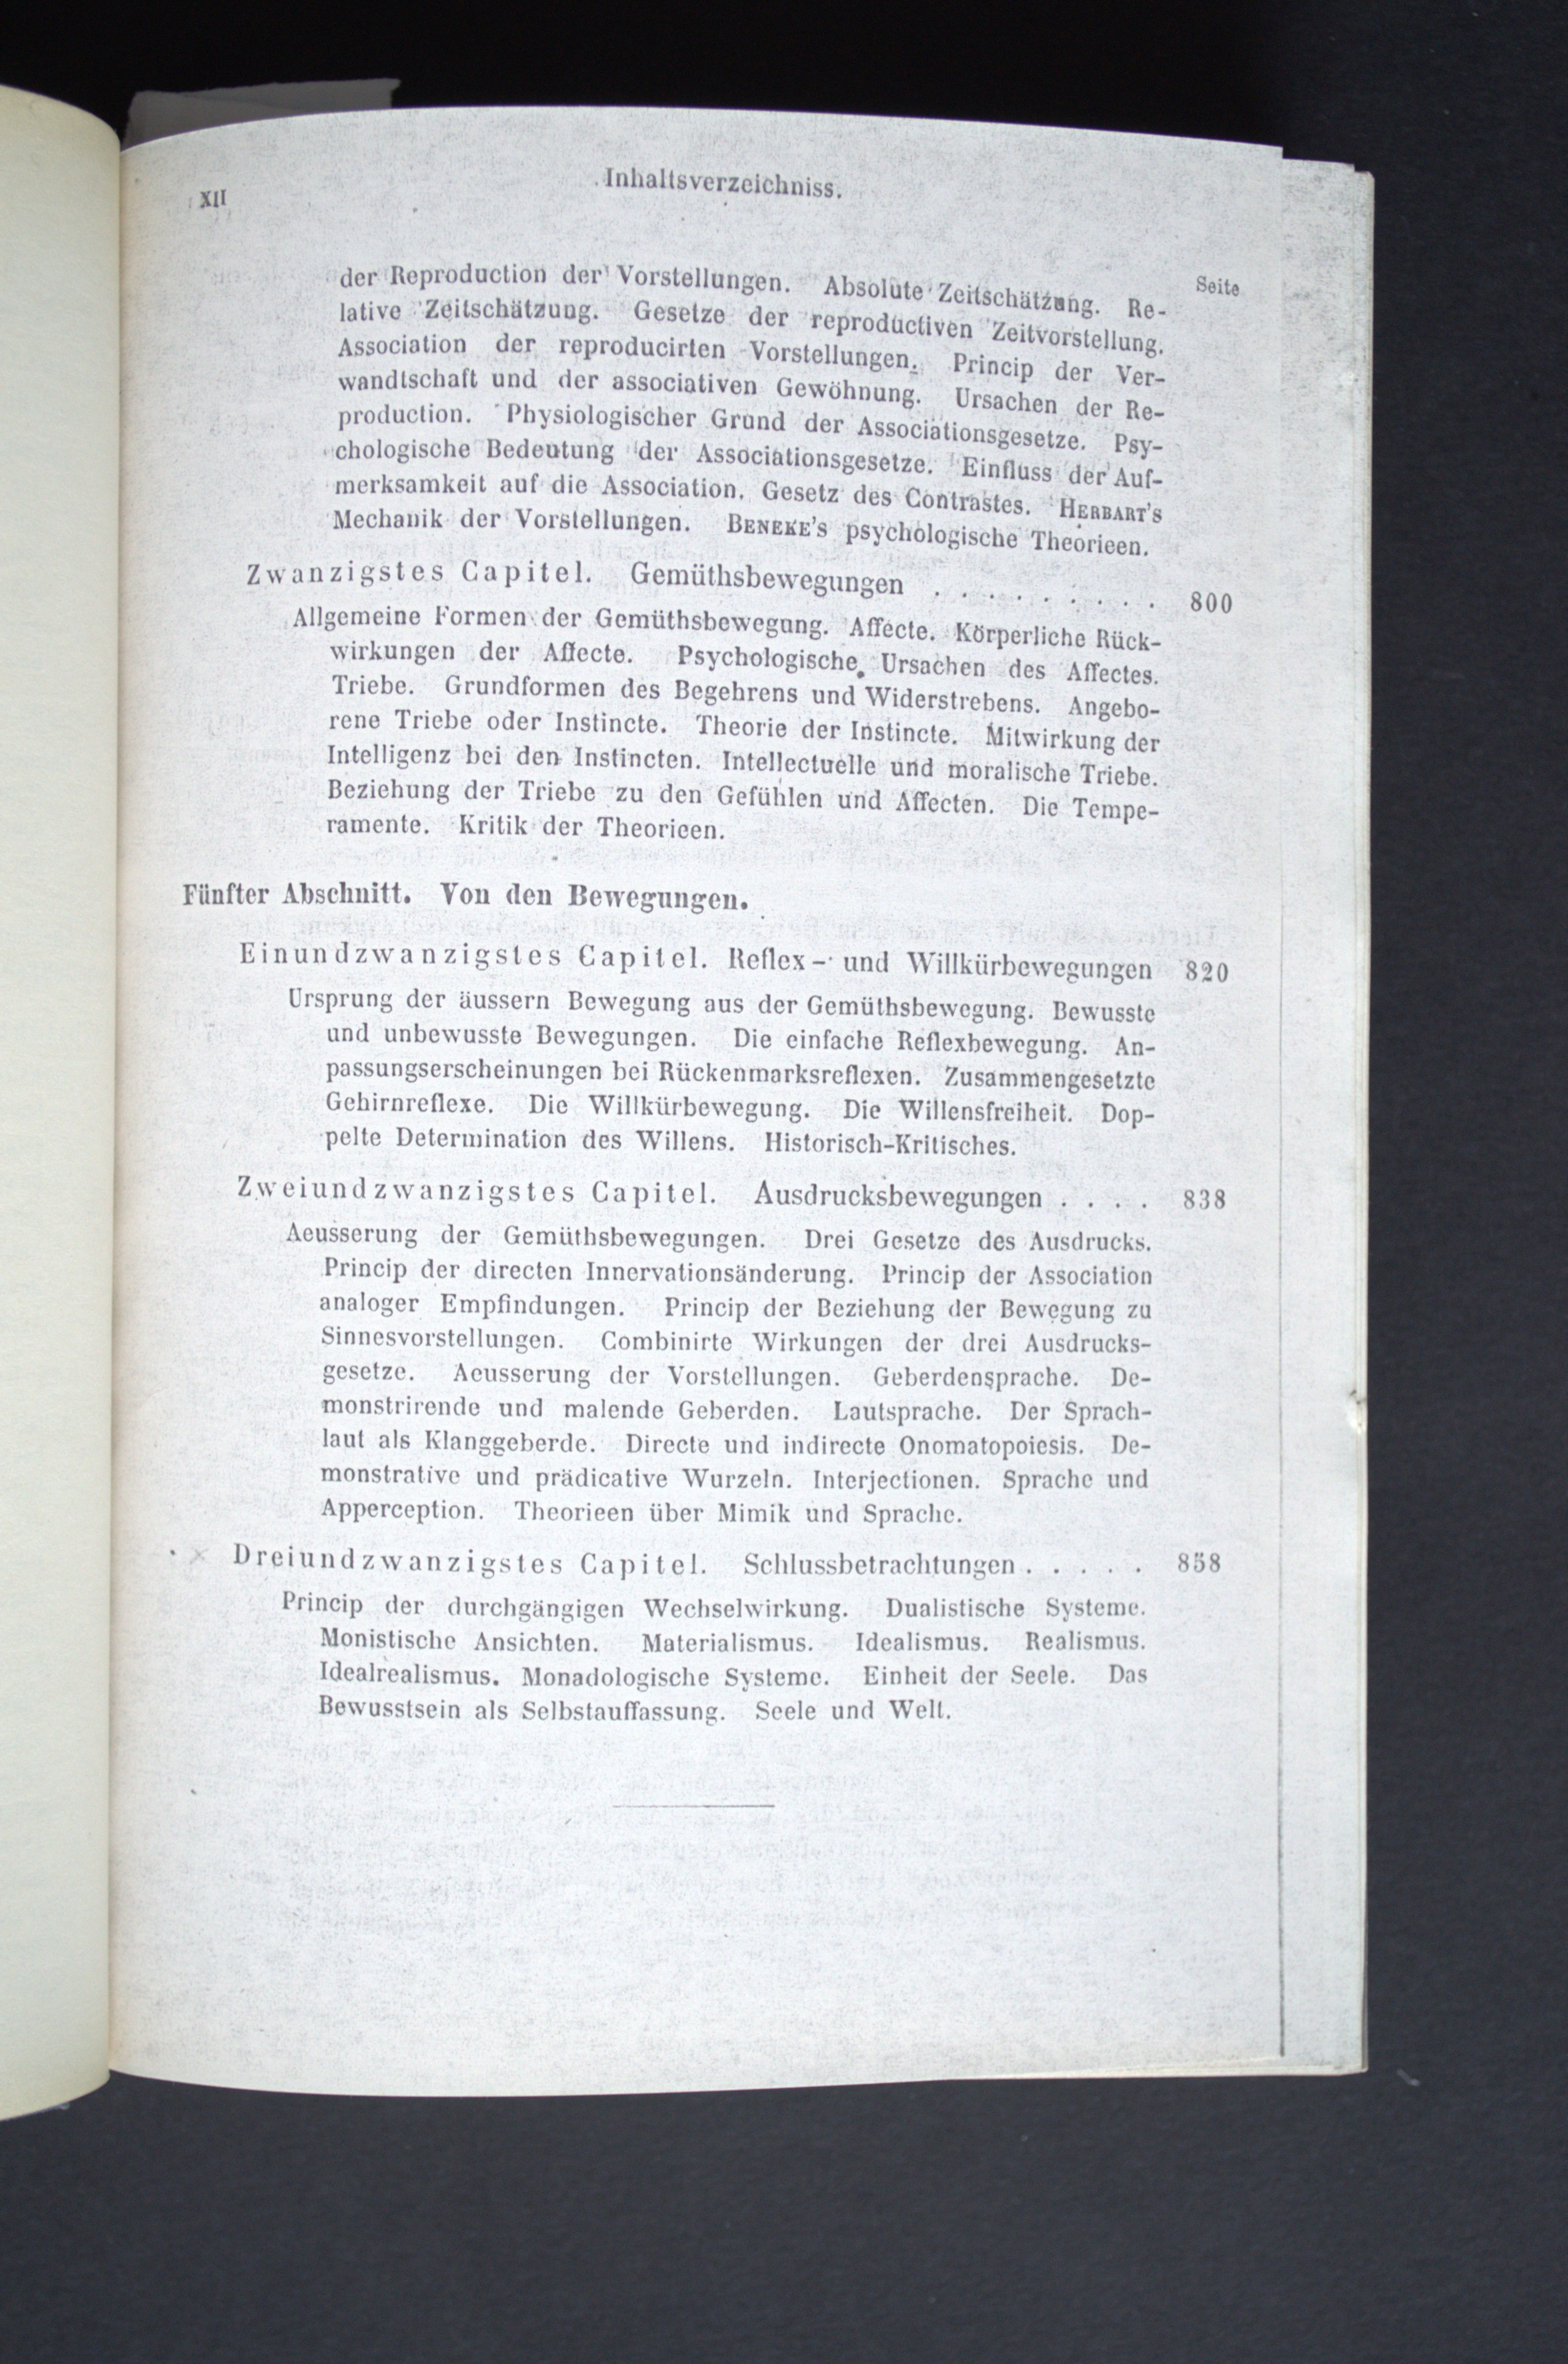 XII
Inhaltsverzeichniss.
Seite
der Reproduction der Vorstellungen. Absolute Zeitschätzung. Re-
lative Zeitschätzung. Gesetze der reproductiven Zeitvorstellung.
Association der reproducirten Vorstellungen. Princip der Ver-
wandtschaft und der associativen Gewöhnung. Ursachen der Re-
production. Physiologischer Grund der Associationsgesetze. Psy-
chologische Bedeutung der Associationsgesetze. Einfluss der Auf-
merksamkeit auf die Association. Gesetz des Contrastes. HERBART'S
Mechanik der Vorstellungen. BENEKE'S psychologische Theorieen.
Zwanzigstes Capitel. Gemüthsbewegungen . . . . . . . . . 800
Allgemeine Formen der Gemüthsbewegung. Affecte. Körperliche Rück-
wirkungen der Affecte. Psychologische Ursachen des Affectes.
Triebe. Grundformen des Begehrens und Widerstrebens. Angebo-
rene Triebe oder Instincte. Theorie der Instincte. Mitwirkung der
Intelligenz bei den Instincten. Intellectuelle und moralische Triebe.
Beziehung der Triebe zu den Gefühlen und Affecten. Die Tempe-
ramente. Kritik der Theorieen.
Fünfter Abschnitt. Von den Bewegungen.
Einundzwanzigstes Capitel. Reflex- und Willkürbewegungen 820
Ursprung der äussern Bewegung aus der Gemüthsbewegung. Bewusste
und unbewusste Bewegungen. Die einfache Reflexbewegung. An-
passungserscheinungen bei Rückenmarksreflexen. Zusammengesetzte
Gehirnreflexe. Die Willkürbewegung. Die Willensfreiheit. Dop-
pelte Determination des Willens. Historisch-Kritisches.
Zweiundzwanzigstes Capitel. Ausdrucksbewegungen . . . . 838
Aeusserung der Gemüthsbewegungen. Drei Gesetze des Ausdrucks.
Princip der directen Innervationsänderung. Princip der Association
analoger Empfindungen. Princip der Beziehung der Bewegung zu
Sinnesvorstellungen. Combinirte Wirkungen der drei Ausdrucks-
gesetze. Aeusserung der Vorstellungen. Geberdensprache. De-
monstrirende und malende Geberden. Lautsprache. Der Sprach-
laut als Klanggeberde. Directe und indirecte Onomatopoiesis. De-
monstrative und prädicative Wurzeln. Interjectionen. Sprache und
Apperception. Theorieen über Mimik und Sprache.
Dreiundzwanzigstes Capitel. Schlussbetrachtungen . . . . . 858
Princip der durchgängigen Wechselwirkung. Dualistische Systeme.
Monistische Ansichten. Materialismus. Idealismus. Realismus.
Idealrealismus. Monadologische Systeme. Einheit der Seele. Das
Bewusstsein als Selbstauffassung. Seele und Welt.